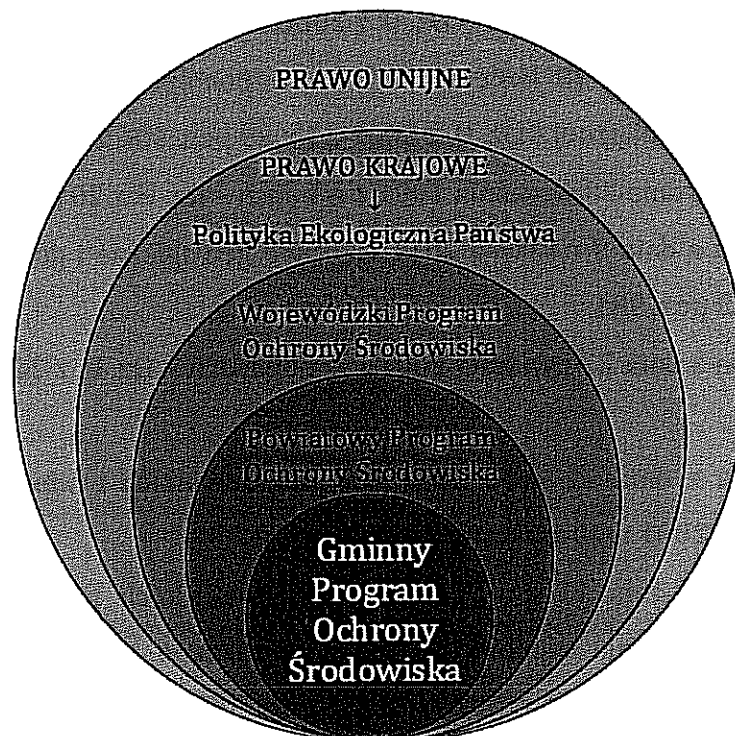 PRAWO UNIJNE
PRAWO KRAJOWE
↓
Polityka Ekologiczna Państwa
Wojewódzki Program
Ochrony Środowiska
Powiatowy Program
Ochrony Środowiska
Gminny
Program
Ochrony
Środowiska